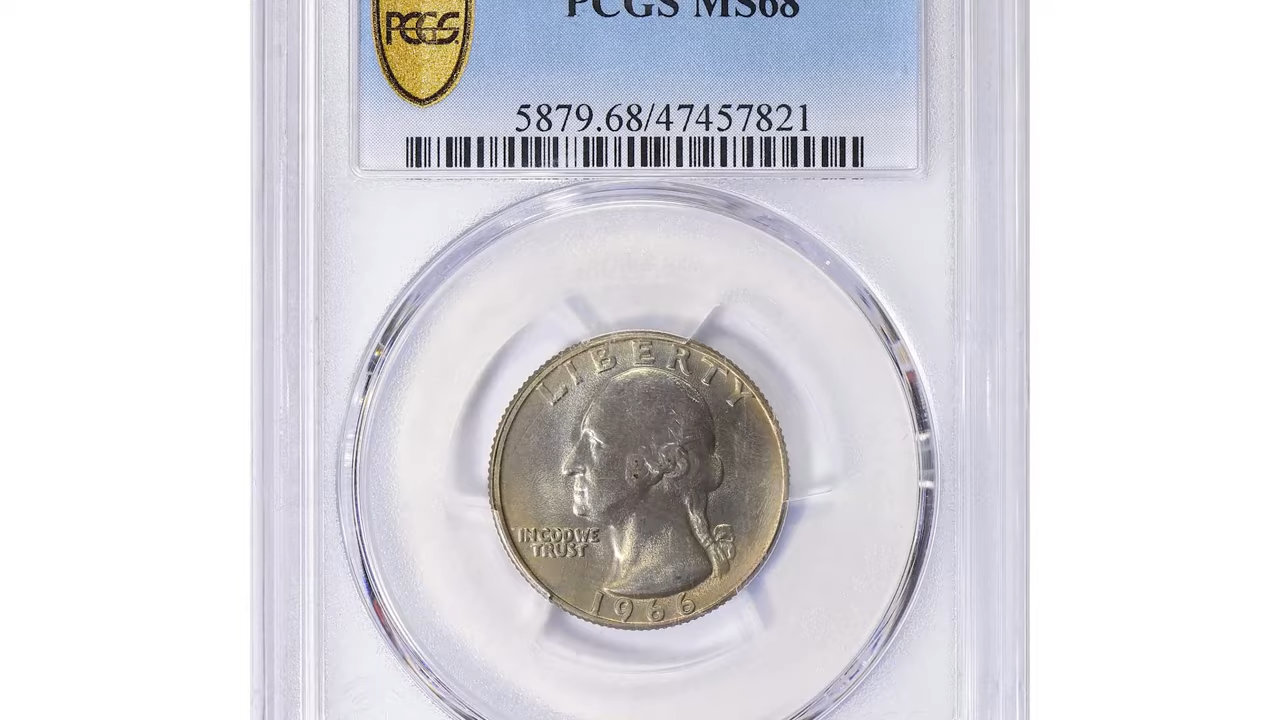 PCGS MS68
PCGS
5879.68/47457821
LIBERTY
IN GOD WE
TRUST
1966